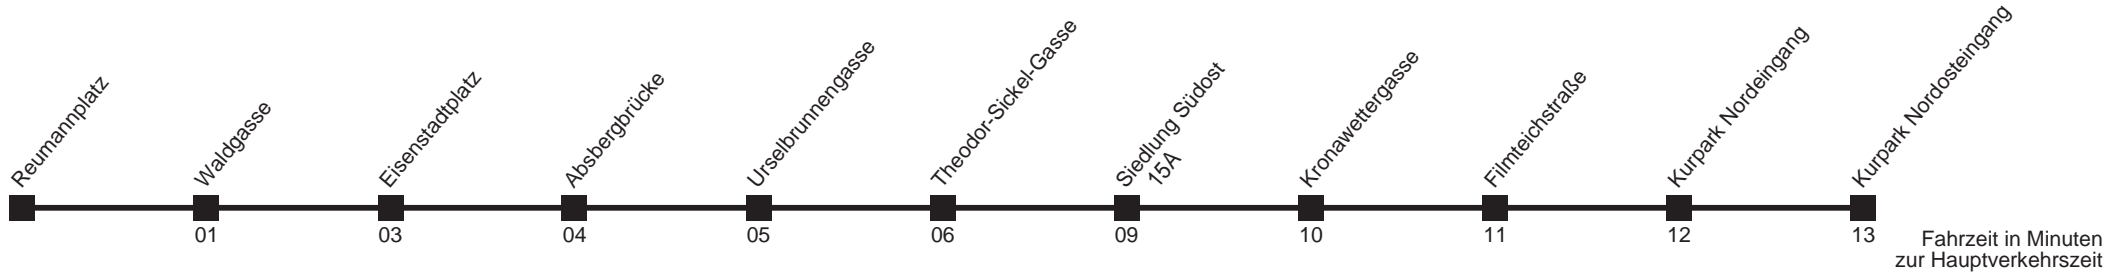 Reumannplatz
Waldgasse
Eisenstadtplatz
Absbergbrücke
Urselbrunnengasse
Theodor-Sickel-Gasse
Siedlung Südost
15A
Kronawettergasse
Filmteichstraße
Kurpark Nordeingang
Kurpark Nordosteingang
01
03
04
05
06
09
10
11
12
13
Fahrzeit in Minuten
zur Hauptverkehrszeit